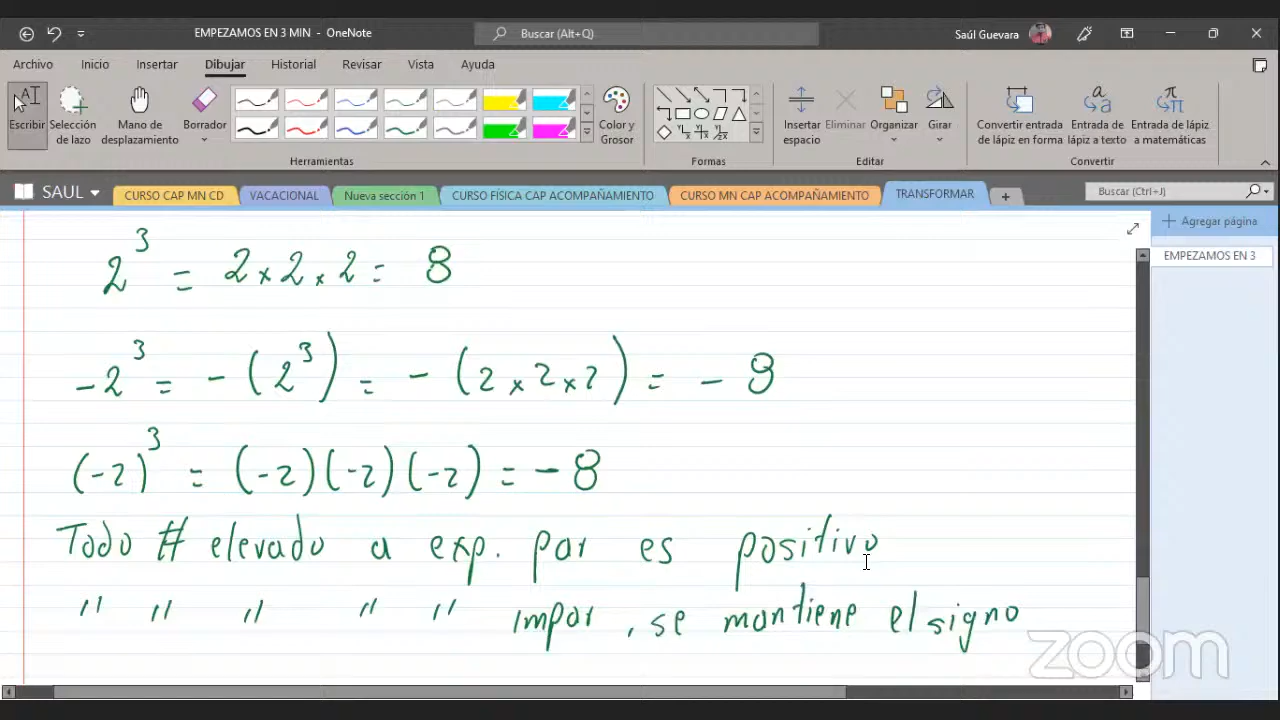 EMPEZAMOS EN 3 MIN - OneNote
Buscar (Alt+Q)
Saúl Guevara
Archivo Inicio Insertar Dibujar Historial Revisar Vista Ayuda
Escribir
Selección de lazo
Mano de desplazamiento
Borrador
Color y Grosor
Insertar espacio
Eliminar
Organizar
Girar
Convertir entrada de lápiz en forma
Entrada de lápiz a texto
Entrada de lápiz a matemáticas
Herramientas Formas Editar Convertir
SAUL CURSO CAP MN CD VACACIONAL Nueva sección 1 CURSO FÍSICA CAP ACOMPAÑAMIENTO CURSO MN CAP ACOMPAÑAMIENTO TRANSFORMAR
Buscar (Ctrl+J)
Agregar página
EMPEZAMOS EN 3
2³ = 2 × 2 × 2 = 8
-2³ = - (2³) = - (2 × 2 × 2) = - 8
(-2)³ = (-2)(-2)(-2) = - 8
Todo # elevado a exp. par es positivo
" " " " " impar, se mantiene el signo
zoom